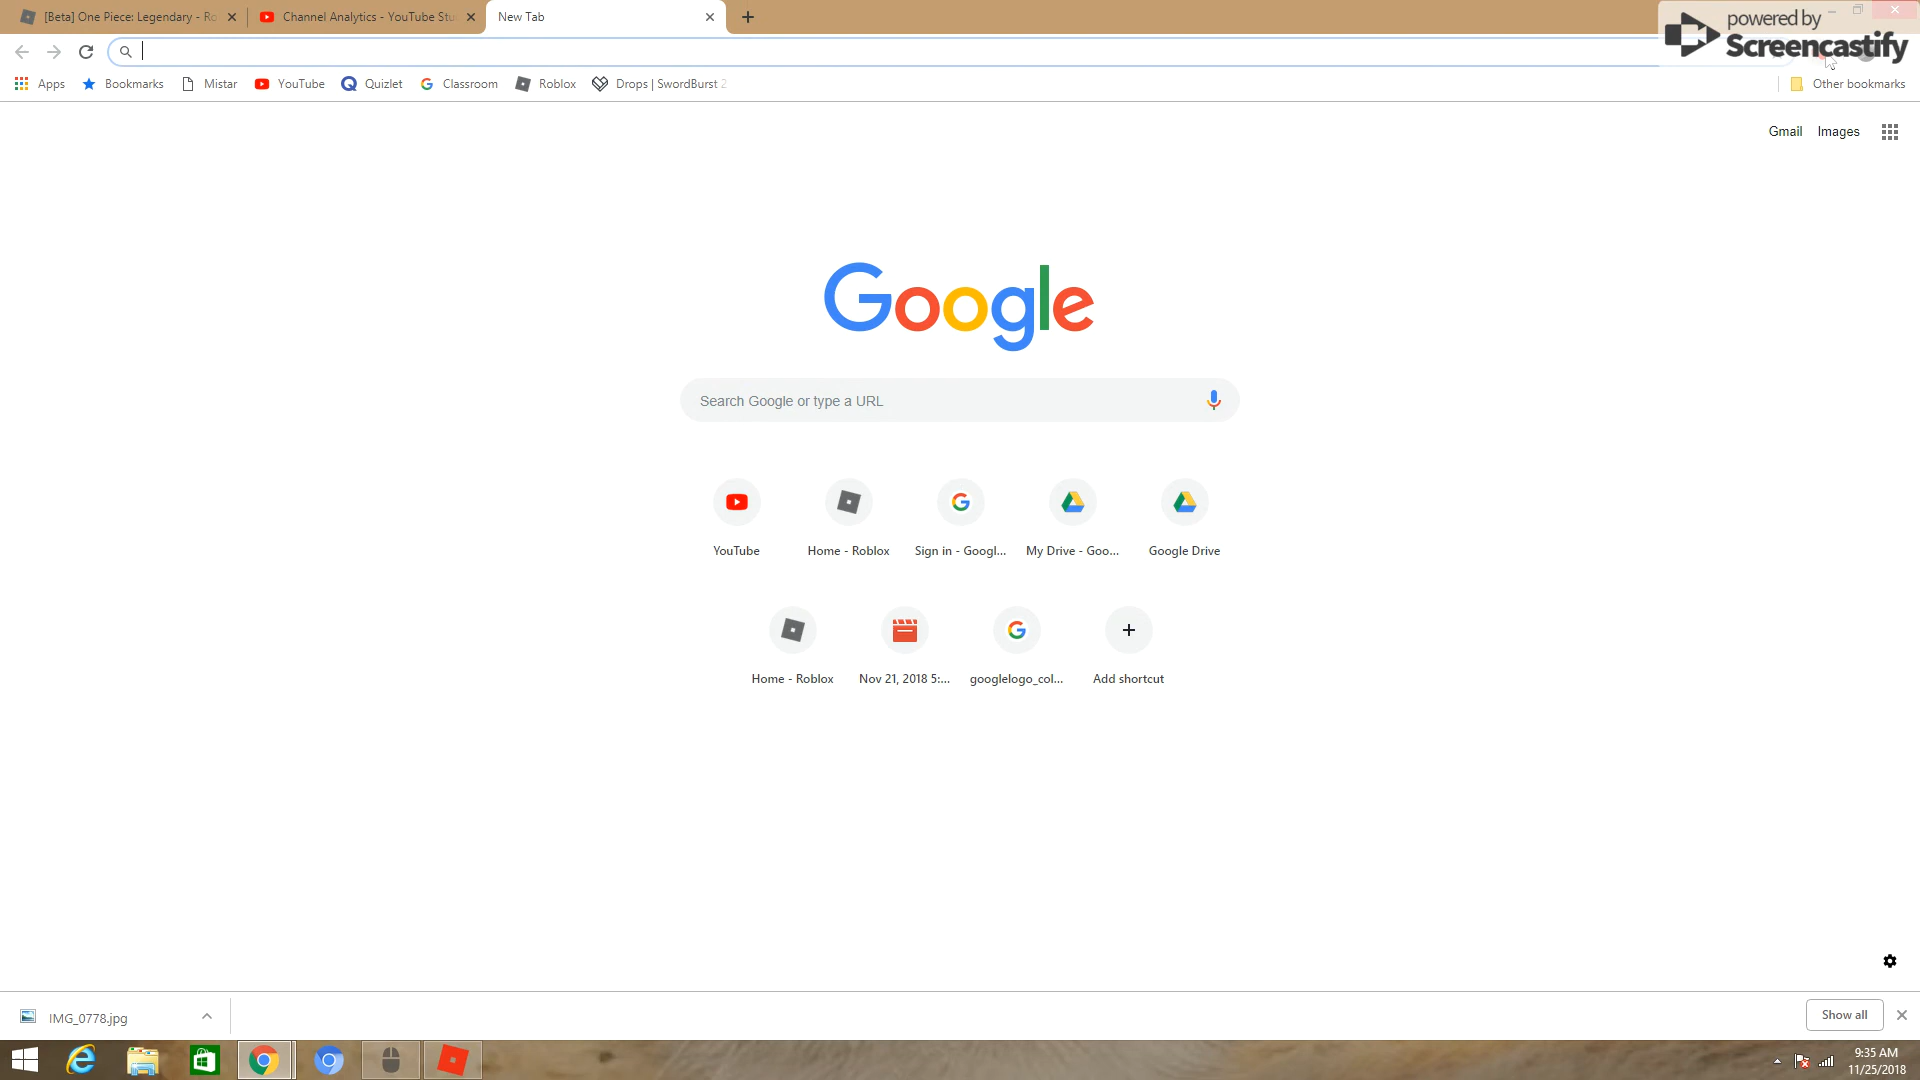 [Beta] One Piece: Legendary - Ro
Channel Analytics - YouTube Stu
New Tab
powered by
Screencastify
Apps
Bookmarks
Mistar
YouTube
Quizlet
Classroom
Roblox
Drops | SwordBurst 2
Other bookmarks
Gmail
Images
Google
Search Google or type a URL
YouTube
Home - Roblox
Sign in - Googl...
My Drive - Goo...
Google Drive
Home - Roblox
Nov 21, 2018 5:...
googlelogo_col...
Add shortcut
IMG_0778.jpg
Show all
9:35 AM
11/25/2018